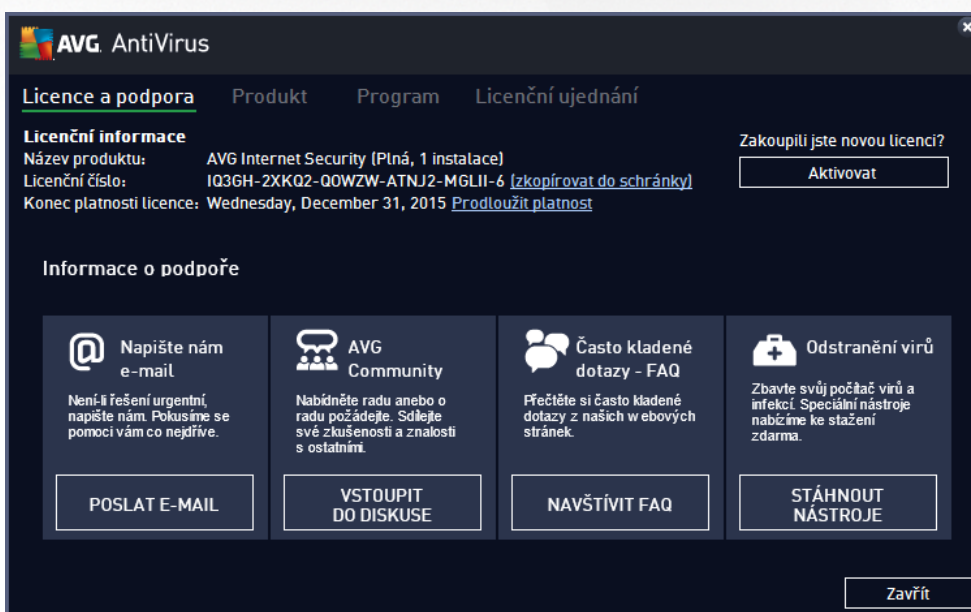 AVG. AntiVirus
Licence a podpora Produkt Program Licenční ujednání
Licenční informace
Název produktu: AVG Internet Security (Plná, 1 instalace)
Licenční číslo: IQ3GH-2XKQ2-QOWZW-ATNJ2-MGLII-6 (zkopírovat do schránky)
Konec platnosti licence: Wednesday, December 31, 2015 Prodloužit platnost
Zakoupili jste novou licenci?
Aktivovat
Informace o podpoře
Napište nám
e-mail
Není-li řešení urgentní,
napište nám. Pokusíme se
pomoci vám co nejdříve.
POSLAT E-MAIL
AVG
Community
Nabídněte radu anebo o
radu požádejte. Sdílejte
své zkušenosti a znalosti
s ostatními.
VSTOUPIT
DO DISKUSE
Často kladené
dotazy - FAQ
Přečtěte si často kladené
dotazy z našich webových
stránek.
NAVŠTÍVIT FAQ
Odstranění virů
Zbavte svůj počítač virů a
infekcí. Speciální nástroje
nabízíme ke stažení
zdarma.
STÁHNOUT
NÁSTROJE
Zavřít